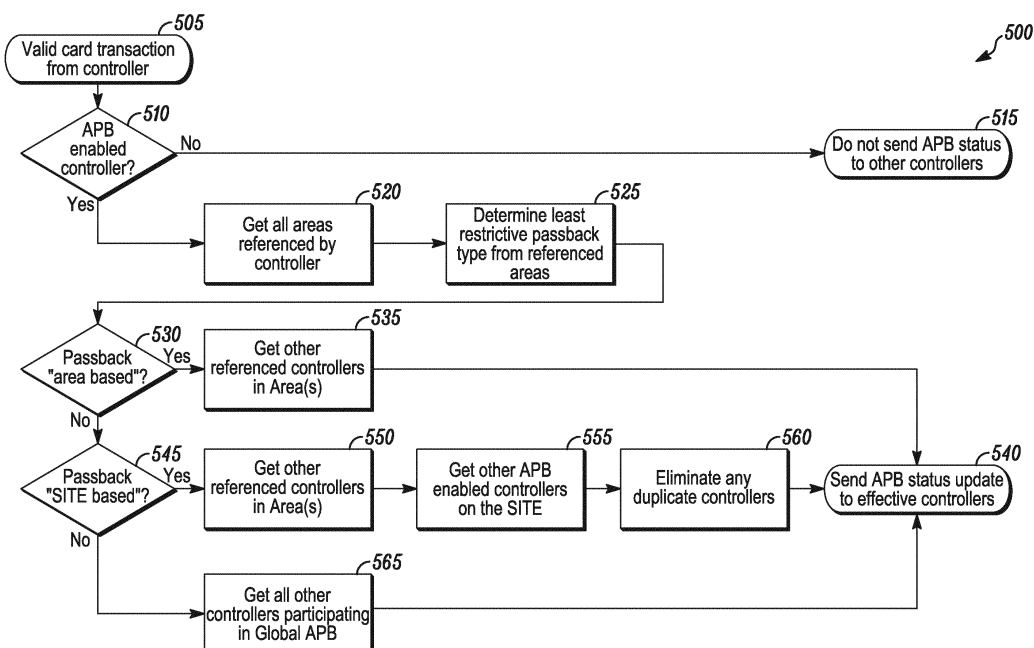 505
500
Valid card transaction
from controller
510
APB
enabled
controller?
No
515
Do not send APB status
to other controllers
Yes
520
Get all areas
referenced by
controller
525
Determine least
restrictive passback
type from referenced
areas
530
Passback
"area based"?
Yes
535
Get other
referenced controllers
in Area(s)
No
545
Passback
"SITE based"?
Yes
550
Get other
referenced controllers
in Area(s)
555
Get other APB
enabled controllers
on the SITE
560
Eliminate any
duplicate controllers
540
Send APB status update
to effective controllers
No
565
Get all other
controllers participating
in Global APB